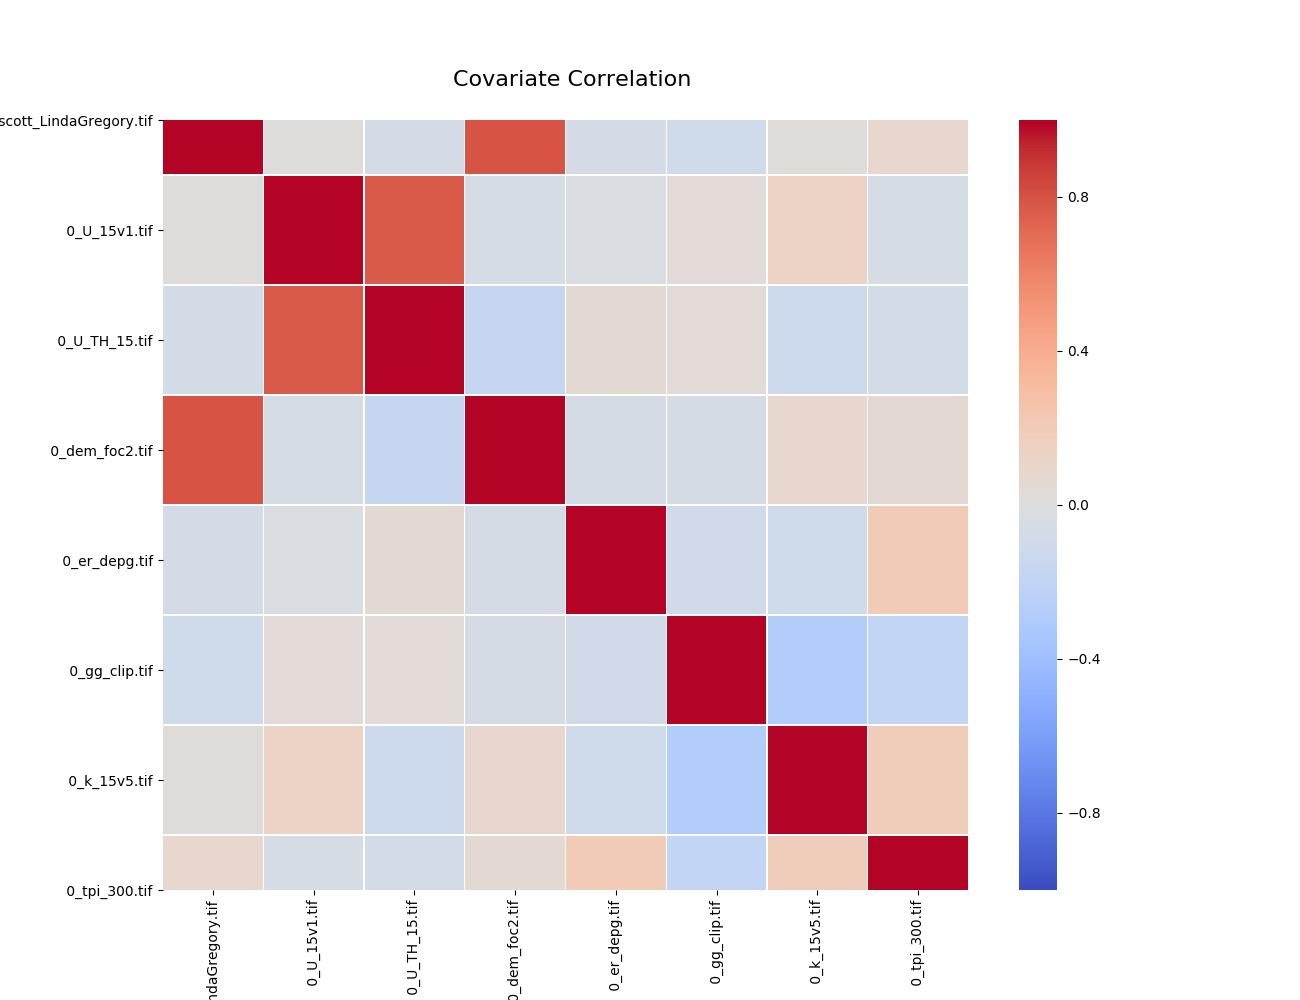 Covariate Correlation
scott_LindaGregory.tif
0_U_15v1.tif
0_U_TH_15.tif
0_dem_foc2.tif
0_er_depg.tif
0_gg_clip.tif
0_k_15v5.tif
0_tpi_300.tif
0.8
0.4
0.0
−0.4
−0.8
ndaGregory.tif
0_U_15v1.tif
0_U_TH_15.tif
0_dem_foc2.tif
0_er_depg.tif
0_gg_clip.tif
0_k_15v5.tif
0_tpi_300.tif